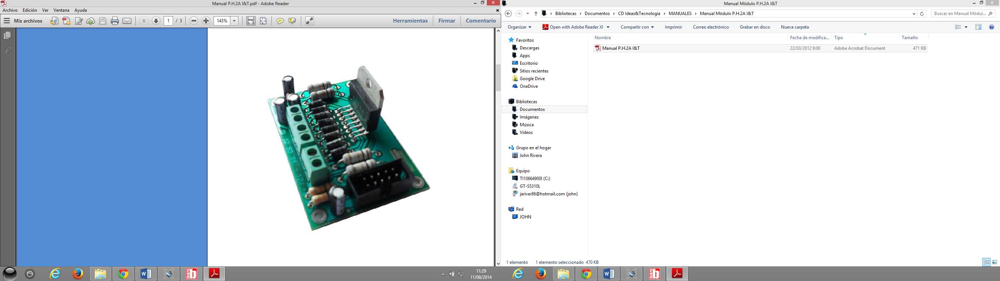 Manual P.H.2A I&T.pdf - Adobe Reader
Archivo Edición Ver Ventana Ayuda
Mis archivos 1 / 3 143% Herramientas Firmar Comentario
S1 S2 S3 S4 - 12V +
11:29
11/08/2014
Manual Módulo P.H.2A I&T
Bibliotecas Documentos CD Ideas&Tecnologia MANUALES Manual Módulo P.H.2A I&T Buscar en Manual Módul...
Organizar Open with Adobe Reader XI Compartir con Imprimir Correo electrónico Grabar en disco Nueva carpeta
Nombre Fecha de modifica... Tipo Tamaño
Manual P.H.2A I&T 22/03/2012 9:00 Adobe Acrobat Document 471 KB
Favoritos
Descargas
Apps
Escritorio
Sitios recientes
Google Drive
OneDrive
Bibliotecas
Documentos
Imágenes
Música
Vídeos
Grupo en el hogar
John Rivera
Equipo
TI10664900I (C:)
GT-S5310L
jariver86@hotmail.com (john)
Red
JOHN
1 elemento 1 elemento seleccionado 470 KB